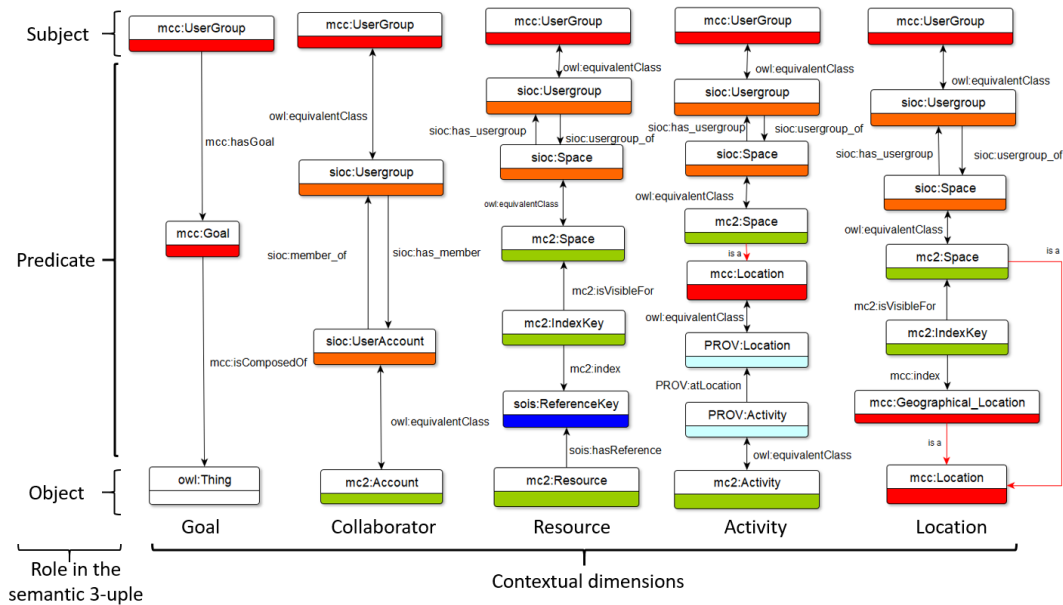 Subject
Predicate
Object
Role in the
semantic 3-uple
mcc:UserGroup
mcc:hasGoal
mcc:Goal
mcc:isComposedOf
owl:Thing
Goal
mcc:UserGroup
owl:equivalentClass
sioc:Usergroup
sioc:member_of
sioc:has_member
sioc:UserAccount
owl:equivalentClass
mc2:Account
Collaborator
mcc:UserGroup
owl:equivalentClass
sioc:Usergroup
sioc:has_usergroup
sioc:usergroup_of
sioc:Space
owl:equivalentClass
mc2:Space
mc2:isVisibleFor
mc2:IndexKey
mc2:index
sois:ReferenceKey
sois:hasReference
mc2:Resource
Resource
mcc:UserGroup
owl:equivalentClass
sioc:Usergroup
sioc:has_usergroup
sioc:usergroup_of
sioc:Space
owl:equivalentClass
mc2:Space
is a
mcc:Location
owl:equivalentClass
PROV:Location
PROV:atLocation
PROV:Activity
owl:equivalentClass
mc2:Activity
Activity
mcc:UserGroup
owl:equivalentClass
sioc:Usergroup
sioc:has_usergroup
sioc:usergroup_of
sioc:Space
owl:equivalentClass
mc2:Space
is a
mc2:isVisibleFor
mc2:IndexKey
mcc:index
mcc:Geographical_Location
is a
mcc:Location
Location
Contextual dimensions